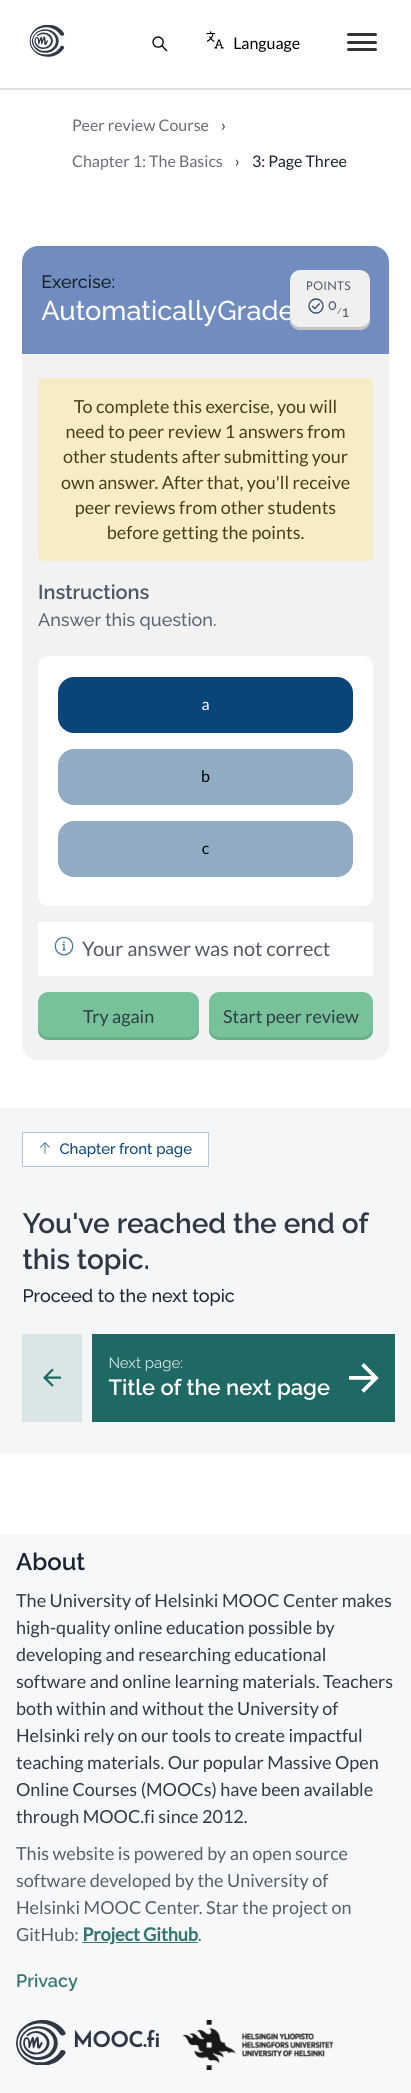 Language
Peer review Course ›
Chapter 1: The Basics › 3: Page Three
Exercise:
AutomaticallyGrade
POINTS
0/1
To complete this exercise, you will
need to peer review 1 answers from
other students after submitting your
own answer. After that, you'll receive
peer reviews from other students
before getting the points.
Instructions
Answer this question.
a
b
c
Your answer was not correct
Try again
Start peer review
Chapter front page
You've reached the end of
this topic.
Proceed to the next topic
Next page:
Title of the next page
About
The University of Helsinki MOOC Center makes
high-quality online education possible by
developing and researching educational
software and online learning materials. Teachers
both within and without the University of
Helsinki rely on our tools to create impactful
teaching materials. Our popular Massive Open
Online Courses (MOOCs) have been available
through MOOC.fi since 2012.
This website is powered by an open source
software developed by the University of
Helsinki MOOC Center. Star the project on
GitHub: Project Github.
Privacy
MOOC.fi
HELSINGIN YLIOPISTO
HELSINGFORS UNIVERSITET
UNIVERSITY OF HELSINKI